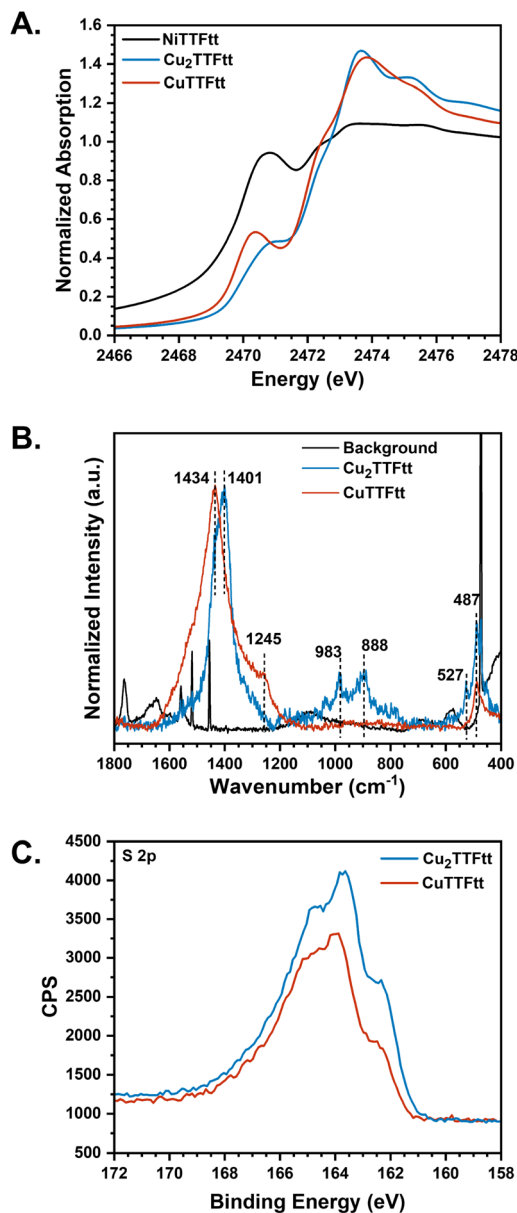 A.
NiTTFtt
Cu₂TTFtt
CuTTFtt
Normalized Absorption
1.6
1.4
1.2
1.0
0.8
0.6
0.4
0.2
0.0
2466 2468 2470 2472 2474 2476 2478
Energy (eV)
B.
Background
Cu₂TTFtt
CuTTFtt
1434 1401
1245
983 888
527
487
Normalized Intensity (a.u.)
1800 1600 1400 1200 1000 800 600 400
Wavenumber (cm⁻¹)
C.
S 2p
Cu₂TTFtt
CuTTFtt
CPS
4500
4000
3500
3000
2500
2000
1500
1000
500
172 170 168 166 164 162 160 158
Binding Energy (eV)